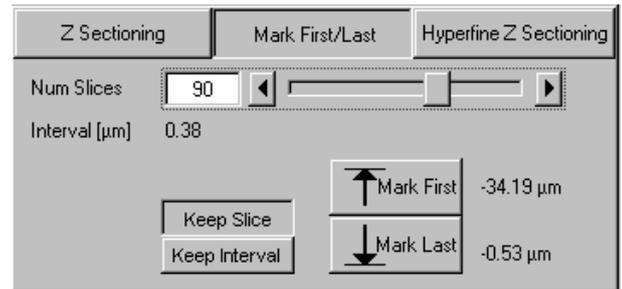 Z Sectioning Mark First/Last Hyperfine Z Sectioning
Num Slices 90
Interval [µm] 0.38
Mark First -34.19 µm
Keep Slice
Mark Last -0.53 µm
Keep Interval